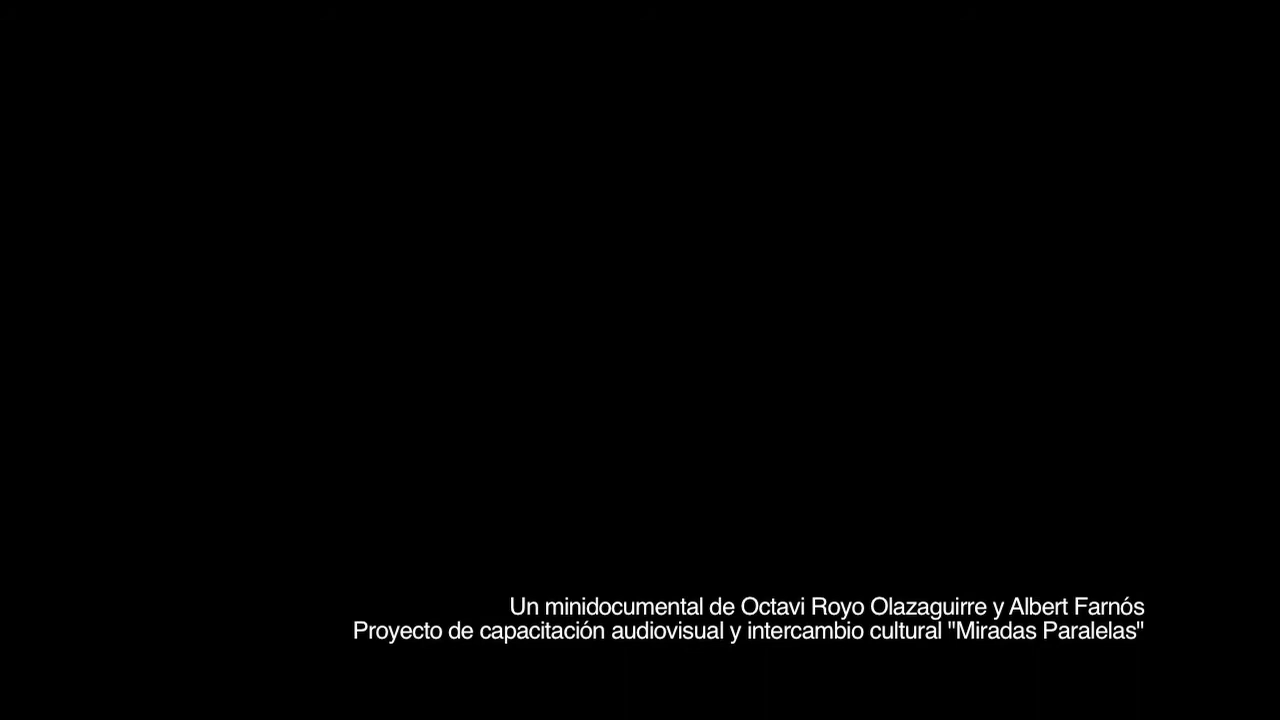 Un minidocumental de Octavi Royo Olazaguirre y Albert Farnós
Proyecto de capacitación audiovisual y intercambio cultural "Miradas Paralelas"